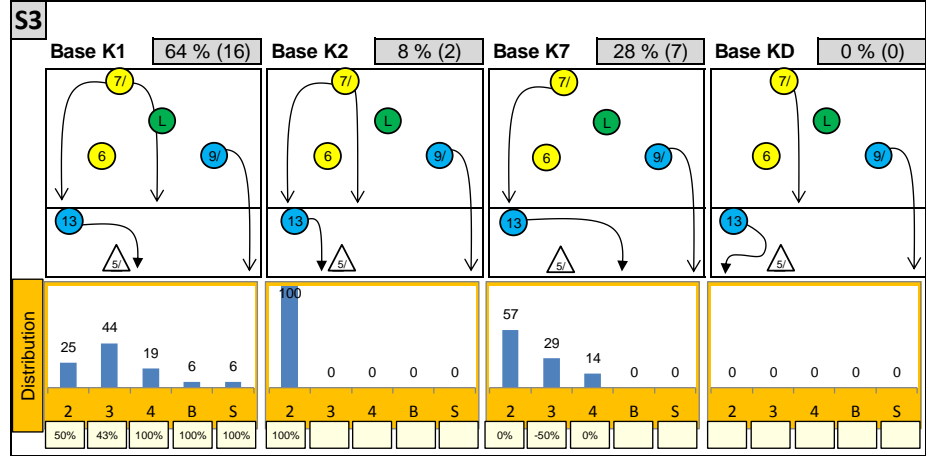 S3
Base K1 64 % (16) Base K2 8 % (2) Base K7 28 % (7) Base KD 0 % (0)
7/ 7/ 7/ 7/
L L L L
6 9/ 6 9/ 6 9/ 6 9/
13 13 13 13
5/ 5/ 5/ 5/
Distribution
25 44 19 6 6
100 0 0 0 0
57 29 14 0 0
0 0 0 0 0
2 3 4 B S 2 3 4 B S 2 3 4 B S 2 3 4 B S
50% 43% 100% 100% 100% 100% 0% -50% 0%